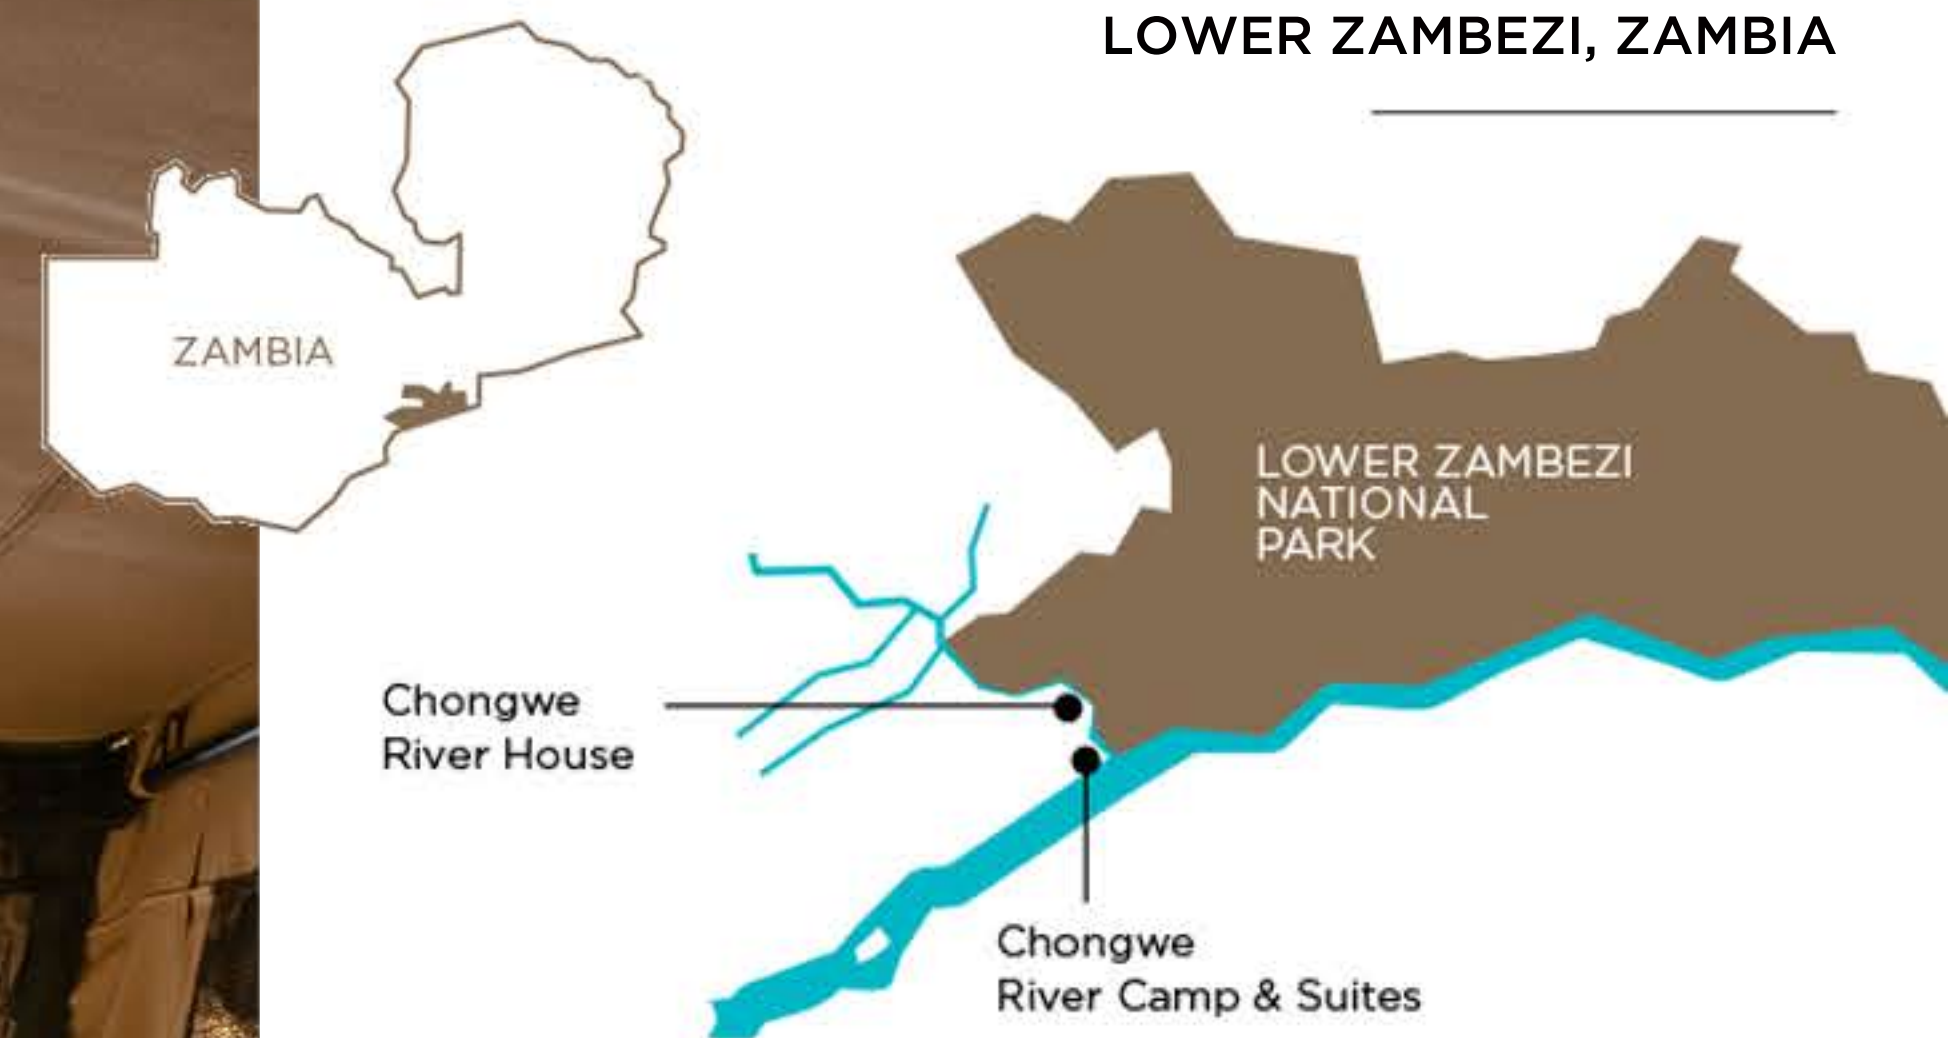 LOWER ZAMBEZI, ZAMBIA
ZAMBIA
LOWER ZAMBEZI
NATIONAL
PARK
Chongwe
River House
Chongwe
River Camp & Suites